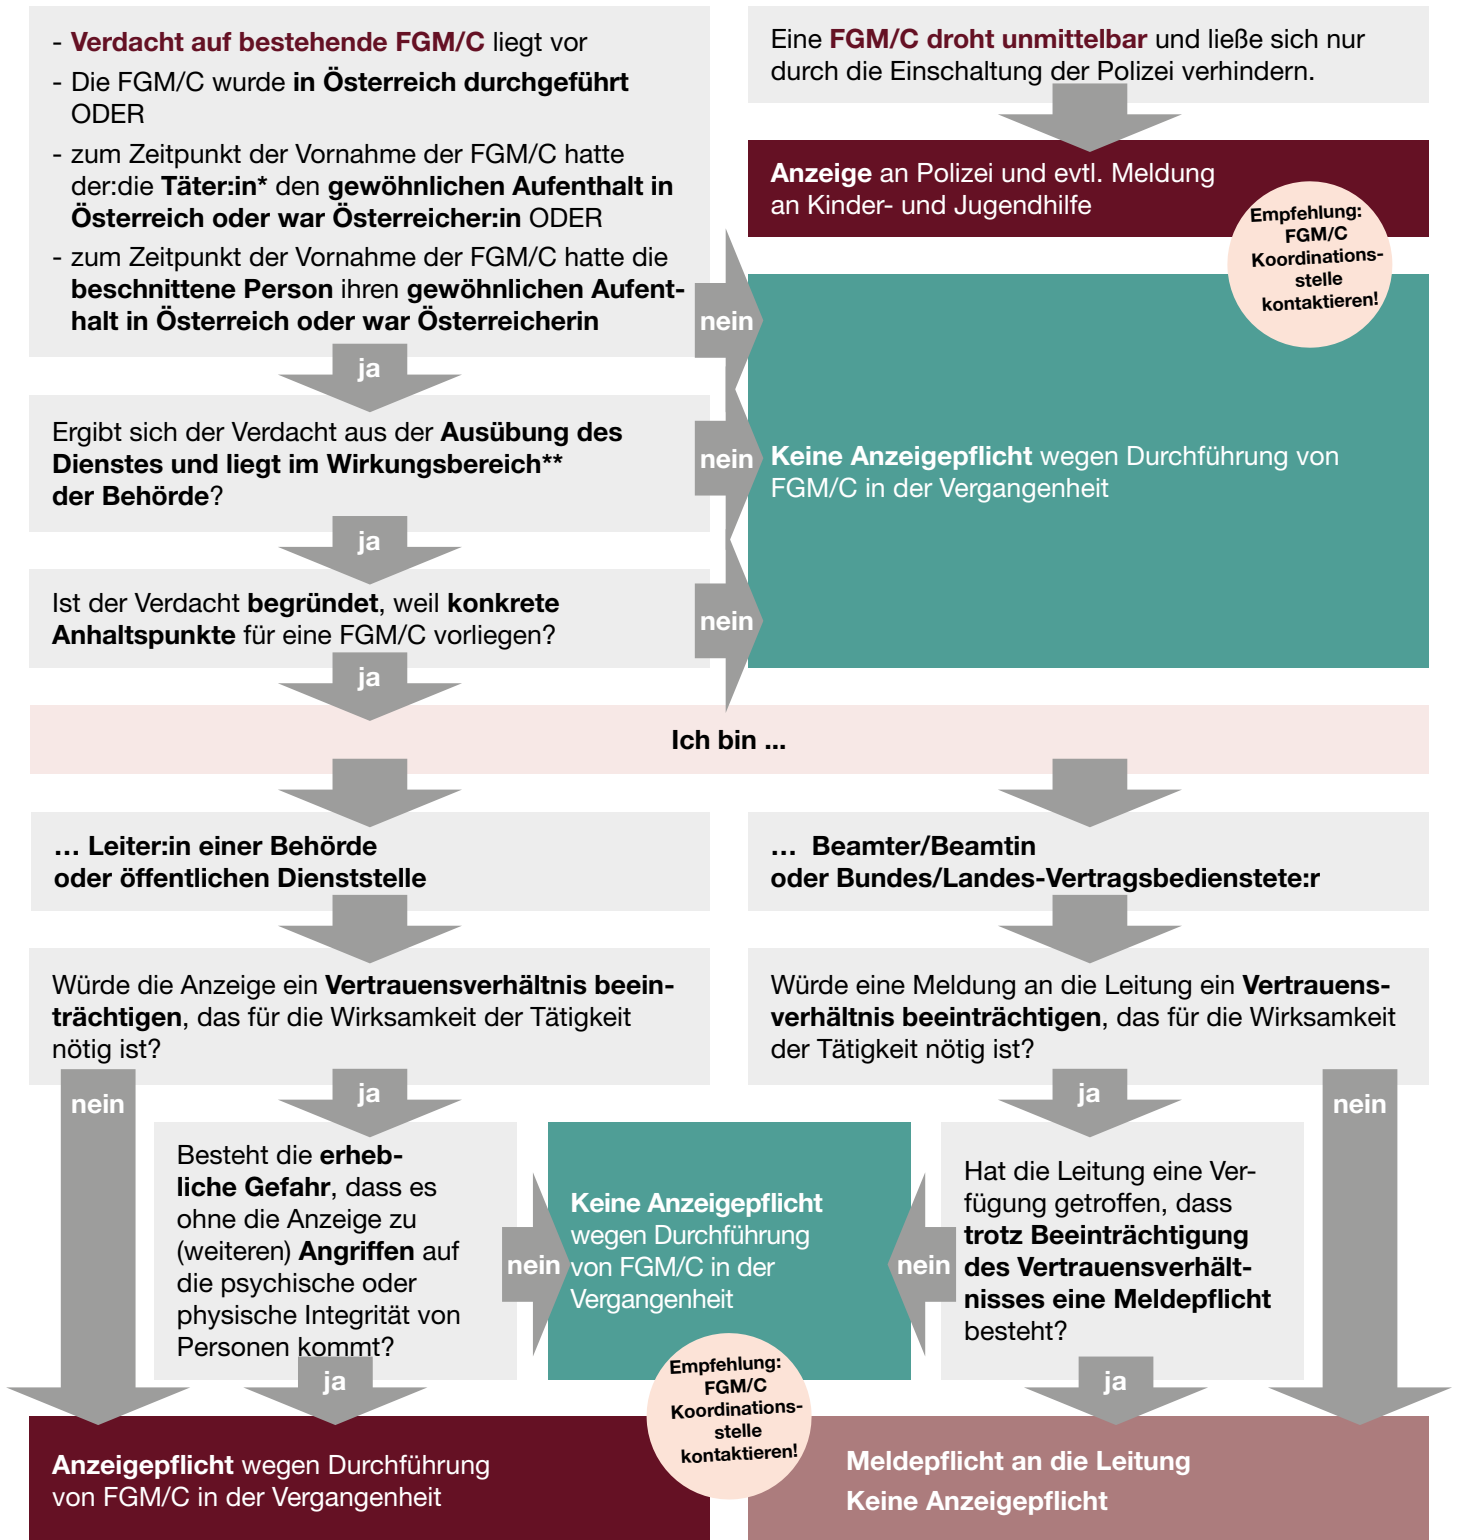 - Verdacht auf bestehende FGM/C liegt vor
- Die FGM/C wurde in Österreich durchgeführt
ODER
- zum Zeitpunkt der Vornahme der FGM/C hatte
der:die Täter:in* den gewöhnlichen Aufenthalt in
Österreich oder war Österreicher:in ODER
- zum Zeitpunkt der Vornahme der FGM/C hatte die
beschnittene Person ihren gewöhnlichen Aufent-
halt in Österreich oder war Österreicherin
Eine FGM/C droht unmittelbar und ließe sich nur
durch die Einschaltung der Polizei verhindern.
Anzeige an Polizei und evtl. Meldung
an Kinder- und Jugendhilfe
Empfehlung:
FGM/C
Koordinations-
stelle
kontaktieren!
nein
ja
Ergibt sich der Verdacht aus der Ausübung des
Dienstes und liegt im Wirkungsbereich**
der Behörde?
nein
Keine Anzeigepflicht wegen Durchführung von
FGM/C in der Vergangenheit
ja
Ist der Verdacht begründet, weil konkrete
Anhaltspunkte für eine FGM/C vorliegen?
nein
ja
Ich bin ...
... Leiter:in einer Behörde
oder öffentlichen Dienststelle
... Beamter/Beamtin
oder Bundes/Landes-Vertragsbedienstete:r
Würde die Anzeige ein Vertrauensverhältnis beein-
trächtigen, das für die Wirksamkeit der Tätigkeit
nötig ist?
Würde eine Meldung an die Leitung ein Vertrauens-
verhältnis beeinträchtigen, das für die Wirksamkeit
der Tätigkeit nötig ist?
nein
ja
ja
nein
Besteht die erheb-
liche Gefahr, dass es
ohne die Anzeige zu
(weiteren) Angriffen auf
die psychische oder
physische Integrität von
Personen kommt?
nein
Keine Anzeigepflicht
wegen Durchführung
von FGM/C in der
Vergangenheit
nein
Hat die Leitung eine Ver-
fügung getroffen, dass
trotz Beeinträchtigung
des Vertrauensverhält-
nisses eine Meldepflicht
besteht?
ja
Empfehlung:
FGM/C
Koordinations-
stelle
kontaktieren!
ja
Anzeigepflicht wegen Durchführung
von FGM/C in der Vergangenheit
Meldepflicht an die Leitung
Keine Anzeigepflicht